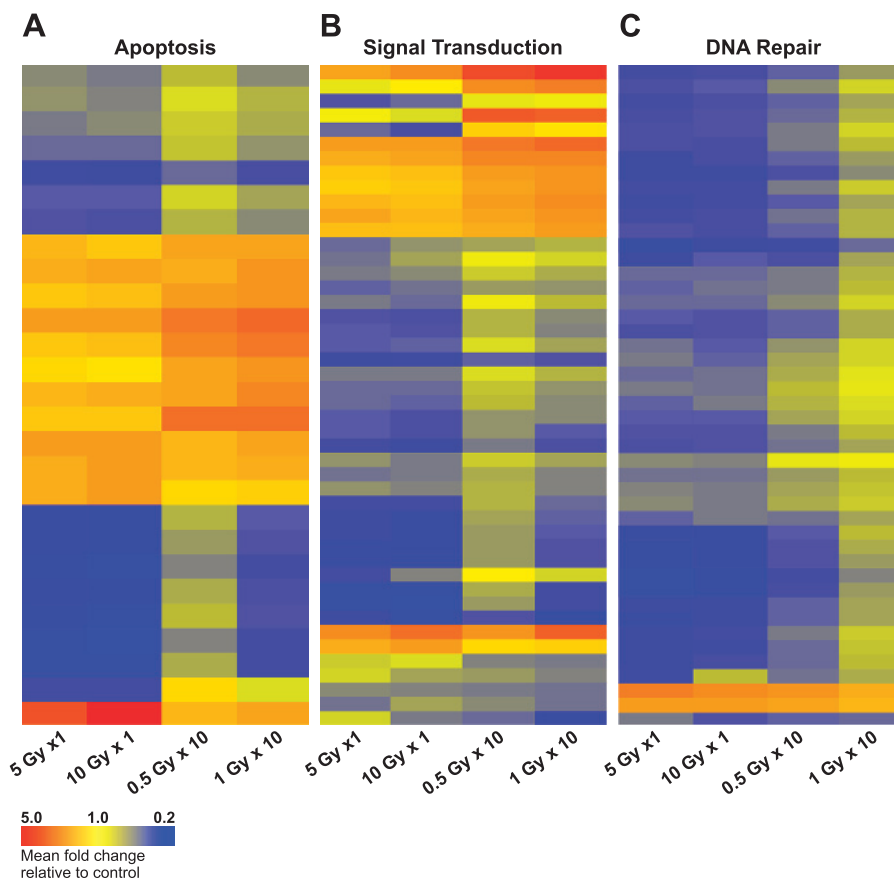 A
Apoptosis
B
Signal Transduction
C
DNA Repair
5 Gy x1
10 Gy x 1
0.5 Gy x 10
1 Gy x 10
5 Gy x1
10 Gy x 1
0.5 Gy x 10
1 Gy x 10
5 Gy x1
10 Gy x 1
0.5 Gy x 10
1 Gy x 10
5.0 1.0 0.2
Mean fold change
relative to control